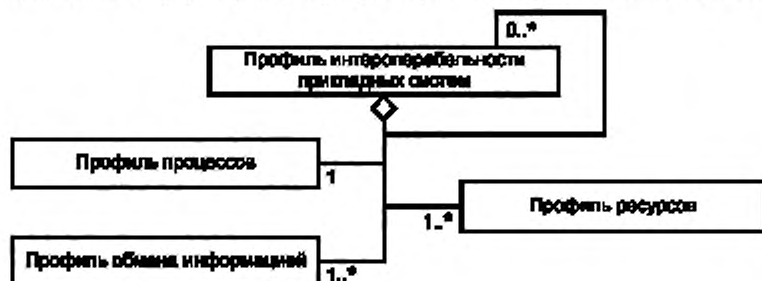 0..*
Профиль интероперабельности
прикладных систем
Профиль процессов
1
Профиль ресурсов
1..*
Профиль обмена информацией
1..*